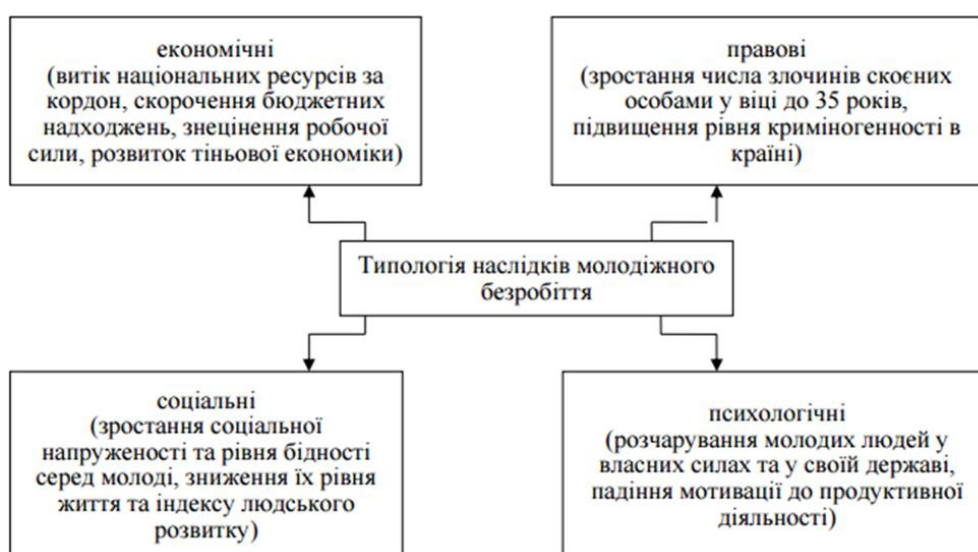 економічні
(витік національних ресурсів за
кордон, скорочення бюджетних
надходжень, знецінення робочої
сили, розвиток тіньової економіки)
правові
(зростання числа злочинів скоєних
особами у віці до 35 років,
підвищення рівня криміногенності в
країні)
Типологія наслідків молодіжного
безробіття
соціальні
(зростання соціальної
напруженості та рівня бідності
серед молоді, зниження їх рівня
життя та індексу людського
розвитку)
психологічні
(розчарування молодих людей у
власних силах та у своїй державі,
падіння мотивації до продуктивної
діяльності)